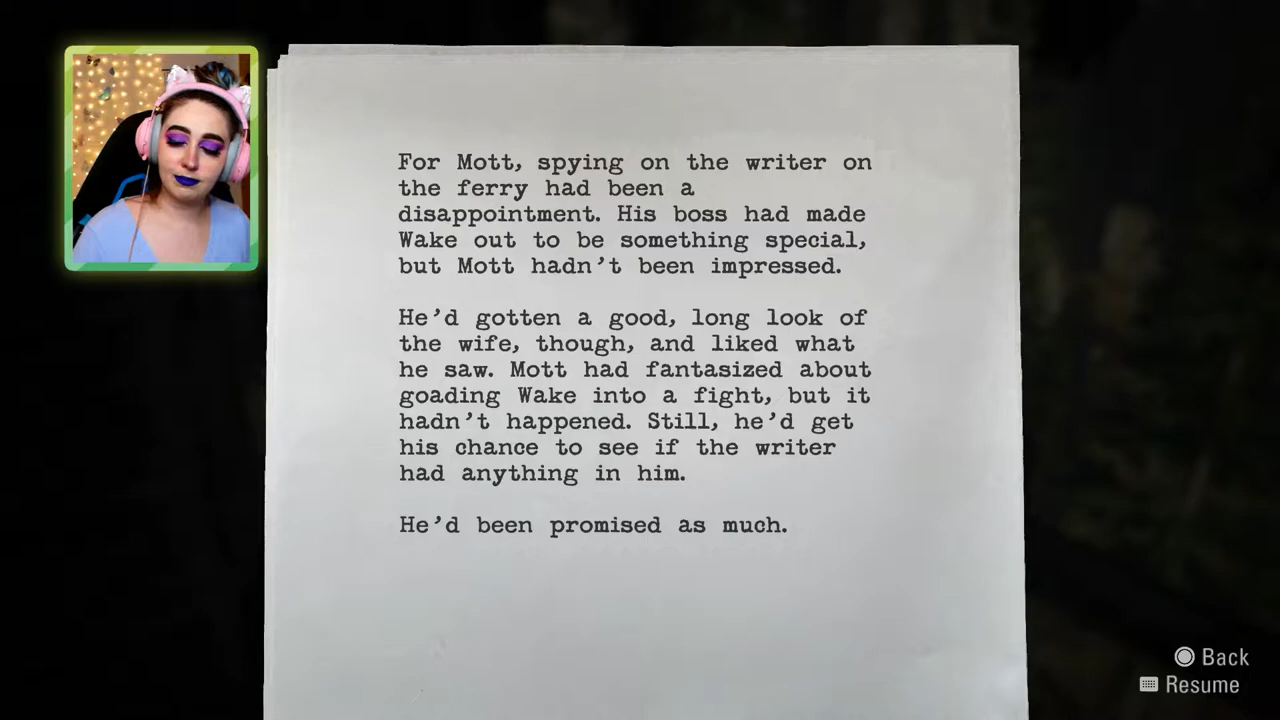 For Mott, spying on the writer on
the ferry had been a
disappointment. His boss had made
Wake out to be something special,
but Mott hadn't been impressed.
He'd gotten a good, long look of
the wife, though, and liked what
he saw. Mott had fantasized about
goading Wake into a fight, but it
hadn't happened. Still, he'd get
his chance to see if the writer
had anything in him.
He'd been promised as much.
Back
Resume